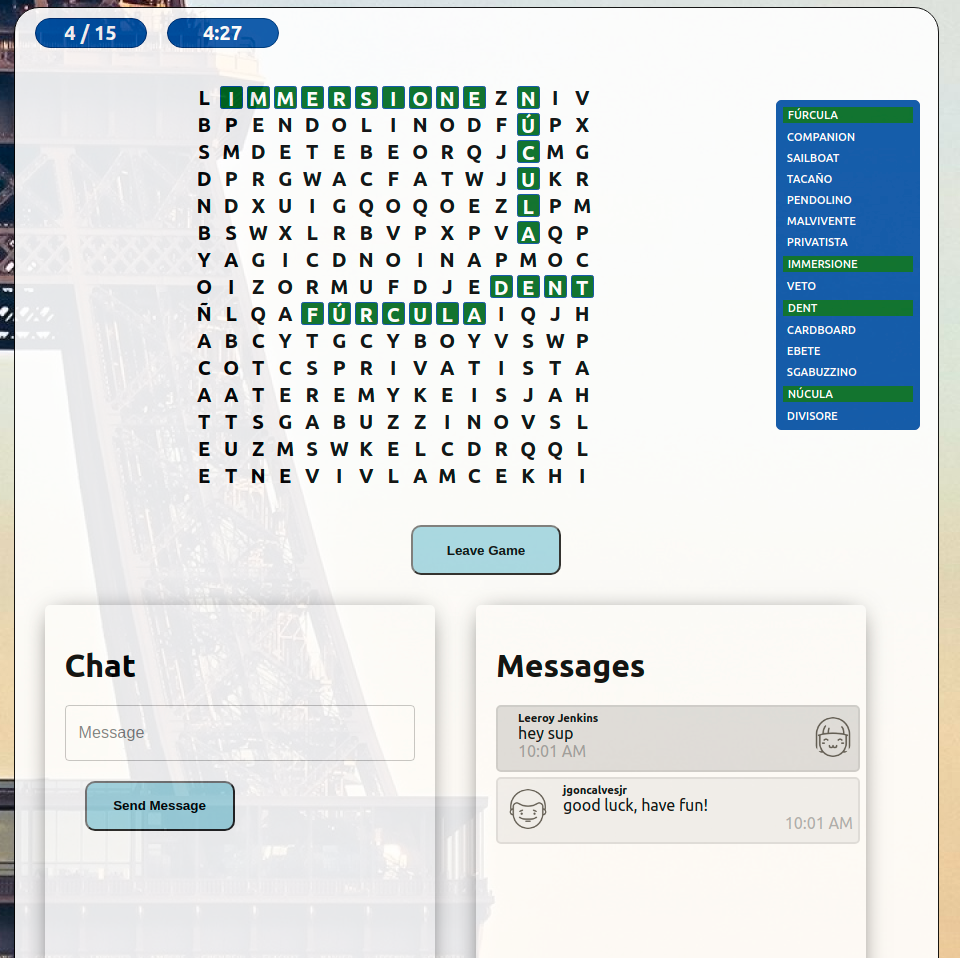 4 / 15
4:27
L I M M E R S I O N E Z N I V
B P E N D O L I N O D F Ú P X
S M D E T E B E O R Q J C M G
D P R G W A C F A T W J U K R
N D X U I G Q O Q O E Z L P M
B S W X L R B V P X P V A Q P
Y A G I C D N O I N A P M O C
O I Z O R M U F D J E D E N T
Ñ L Q A F Ú R C U L A I Q J H
A B C Y T G C Y B O Y V S W P
C O T C S P R I V A T I S T A
A A T E R E M Y K E I S J A H
T T S G A B U Z Z I N O V S L
E U Z M S W K E L C D R Q Q L
E T N E V I V L A M C E K H I
FÚRCULA
COMPANION
SAILBOAT
TACAÑO
PENDOLINO
MALVIVENTE
PRIVATISTA
IMMERSIONE
VETO
DENT
CARDBOARD
EBETE
SGABUZZINO
NÚCULA
DIVISORE
Leave Game
Chat
Message
Send Message
Messages
Leeroy Jenkins
hey sup
10:01 AM
jgoncalvesjr
good luck, have fun!
10:01 AM